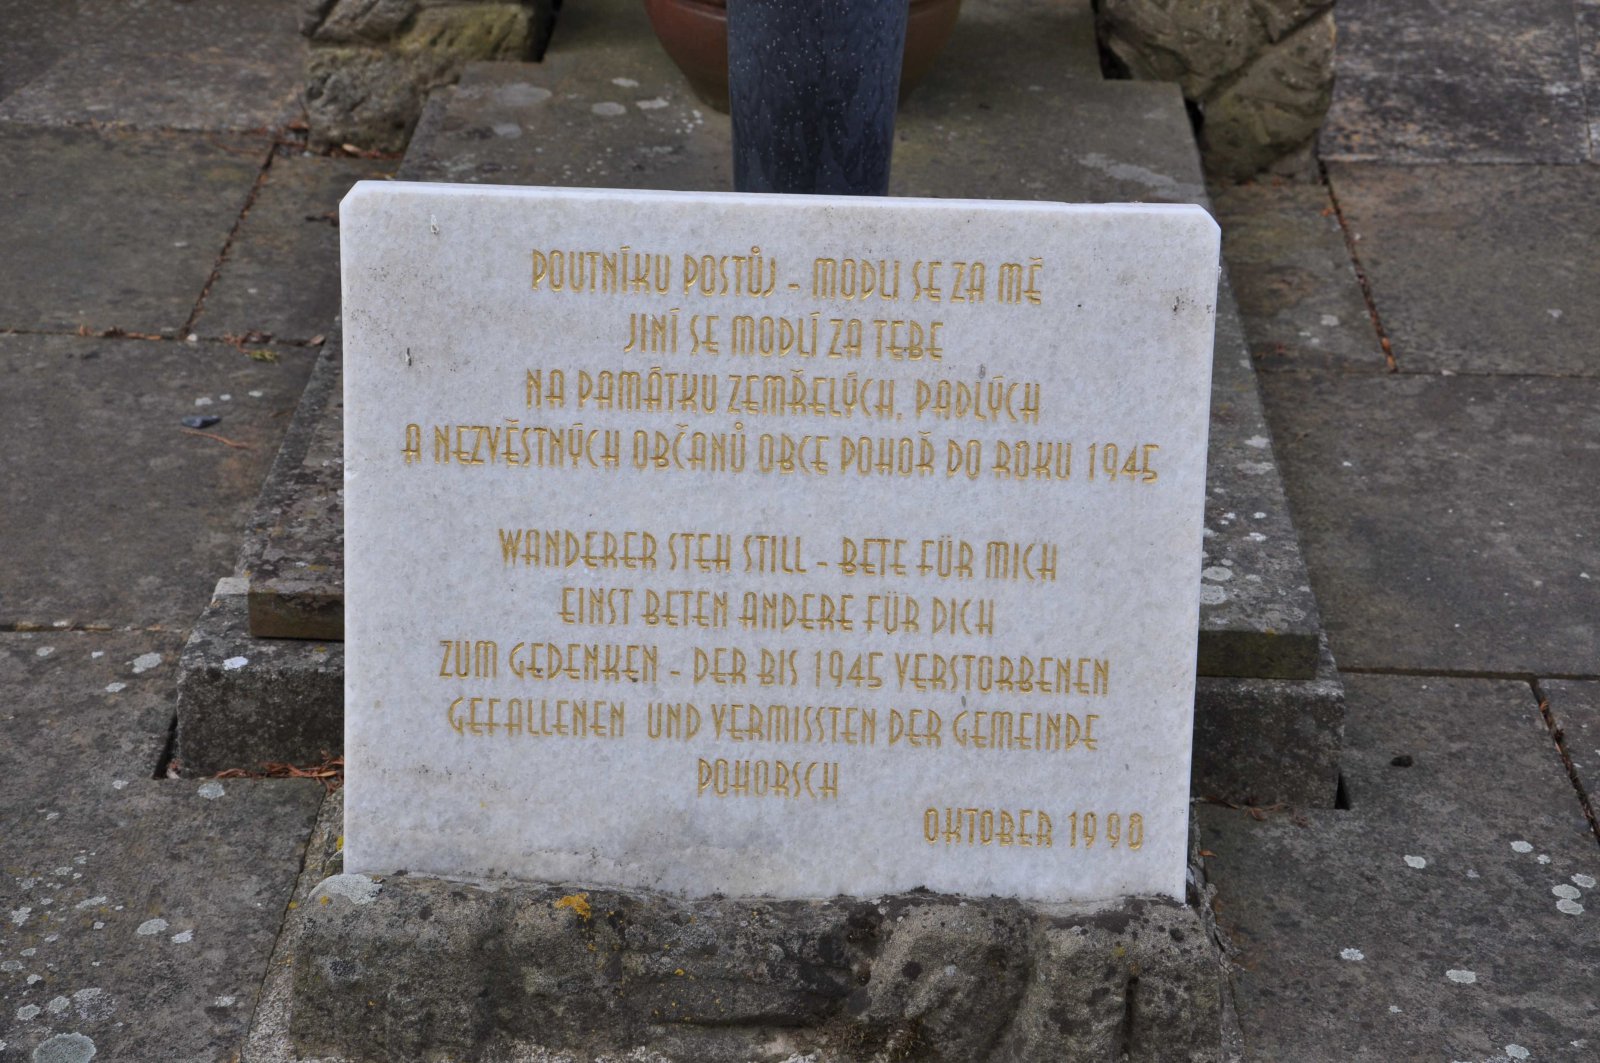 POUTNÍKU POSTŮJ - MODLI SE ZA MĚ
JINÍ SE MODLÍ ZA TEBE
NA PAMÁTKU ZEMŘELÝCH, PADLÝCH
A NEZVĚSTNÝCH OBČANŮ OBCE POHOŘ DO ROKU 1945
WANDERER STEH STILL - BETE FÜR MICH
EINST BETEN ANDERE FÜR DICH
ZUM GEDENKEN - DER BIS 1945 VERSTORBENEN
GEFALLENEN UND VERMISSTEN DER GEMEINDE
POHORSCH
OKTOBER 1998